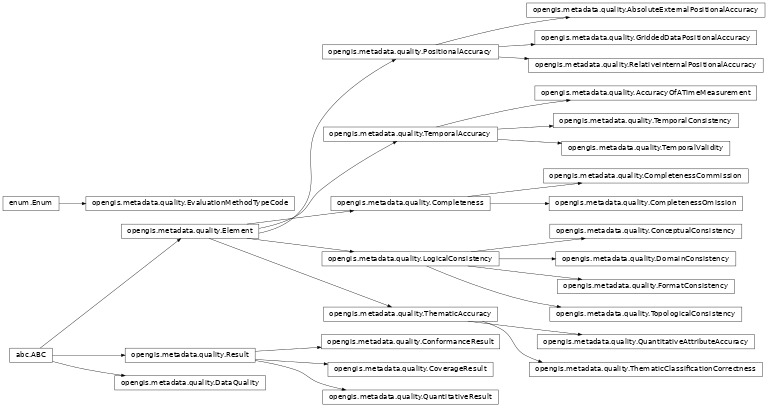 opengis.metadata.quality.AbsoluteExternalPositionalAccuracy
opengis.metadata.quality.GriddedDataPositionalAccuracy
opengis.metadata.quality.PositionalAccuracy
opengis.metadata.quality.RelativeInternalPositionalAccuracy
opengis.metadata.quality.AccuracyOfATimeMeasurement
opengis.metadata.quality.TemporalConsistency
opengis.metadata.quality.TemporalAccuracy
opengis.metadata.quality.TemporalValidity
opengis.metadata.quality.CompletenessCommission
enum.Enum
opengis.metadata.quality.EvaluationMethodTypeCode
opengis.metadata.quality.Completeness
opengis.metadata.quality.CompletenessOmission
opengis.metadata.quality.Element
opengis.metadata.quality.ConceptualConsistency
opengis.metadata.quality.LogicalConsistency
opengis.metadata.quality.DomainConsistency
opengis.metadata.quality.FormatConsistency
opengis.metadata.quality.ThematicAccuracy
opengis.metadata.quality.TopologicalConsistency
opengis.metadata.quality.ConformanceResult
opengis.metadata.quality.QuantitativeAttributeAccuracy
abc.ABC
opengis.metadata.quality.Result
opengis.metadata.quality.CoverageResult
opengis.metadata.quality.ThematicClassificationCorrectness
opengis.metadata.quality.DataQuality
opengis.metadata.quality.QuantitativeResult